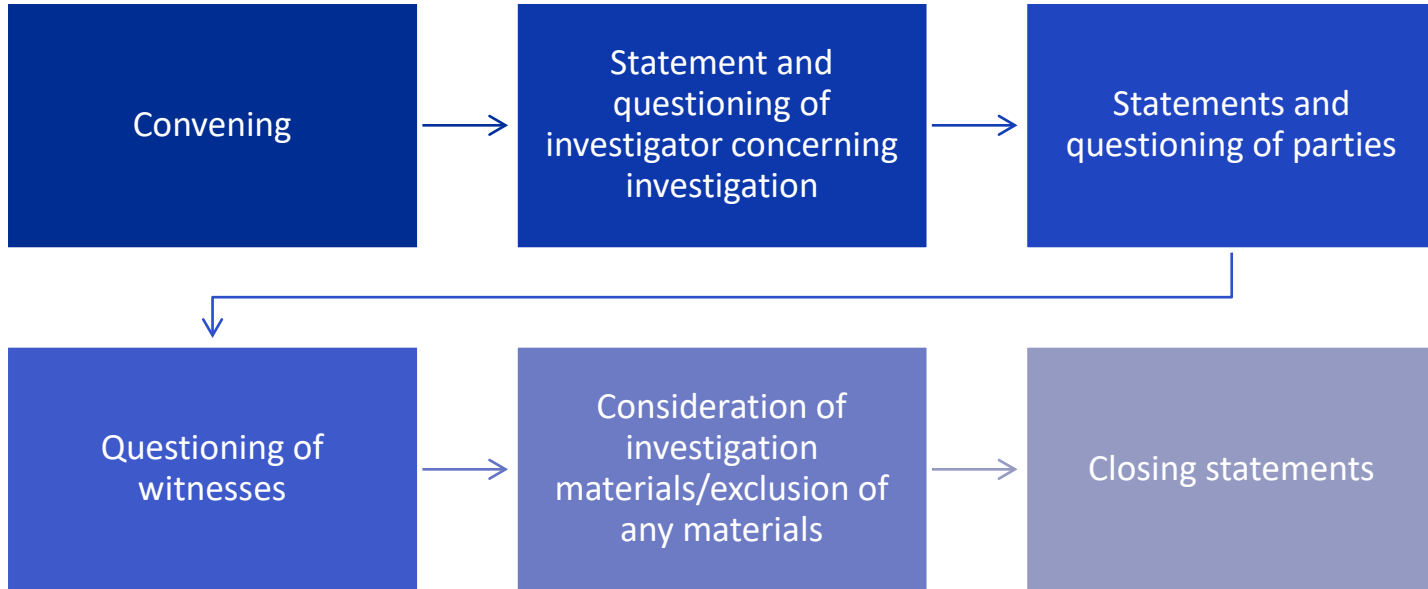 Convening
Statement and
questioning of
investigator concerning
investigation
Statements and
questioning of parties
Questioning of
witnesses
Consideration of
investigation
materials/exclusion of
any materials
Closing statements